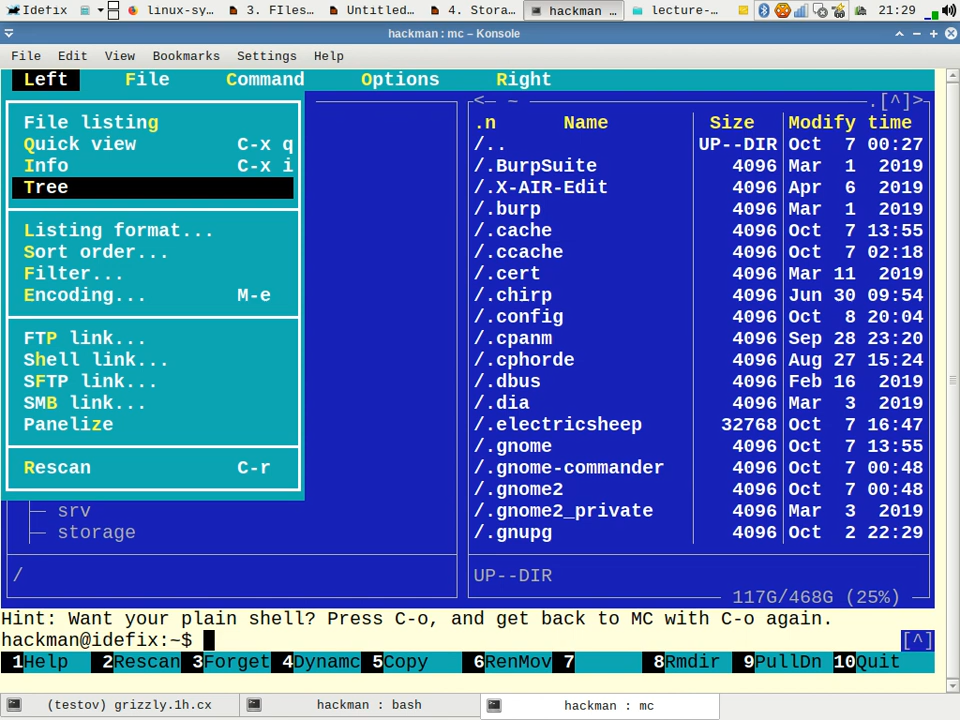 Idefix linux-sy... 3. FIles... Untitled... 4. Stora... hackman ... lecture-... 21:29
hackman : mc – Konsole
File Edit View Bookmarks Settings Help
Left File Command Options Right
File listing
Quick view C-x q
Info C-x i
Tree
Listing format...
Sort order...
Filter...
Encoding... M-e
FTP link...
Shell link...
SFTP link...
SMB link...
Panelize
Rescan C-r
srv
storage
/
<─ ~ .[^]>
.n Name Size Modify time
/.. UP--DIR Oct 7 00:27
/.BurpSuite 4096 Mar 1 2019
/.X-AIR-Edit 4096 Apr 6 2019
/.burp 4096 Mar 1 2019
/.cache 4096 Oct 7 13:55
/.ccache 4096 Oct 7 02:18
/.cert 4096 Mar 11 2019
/.chirp 4096 Jun 30 09:54
/.config 4096 Oct 8 20:04
/.cpanm 4096 Sep 28 23:20
/.cphorde 4096 Aug 27 15:24
/.dbus 4096 Feb 16 2019
/.dia 4096 Mar 3 2019
/.electricsheep 32768 Oct 7 16:47
/.gnome 4096 Oct 7 13:55
/.gnome-commander 4096 Oct 7 00:48
/.gnome2 4096 Oct 7 00:48
/.gnome2_private 4096 Mar 3 2019
/.gnupg 4096 Oct 2 22:29
UP--DIR
117G/468G (25%)
Hint: Want your plain shell? Press C-o, and get back to MC with C-o again.
hackman@idefix:~$ [^]
1Help 2Rescan 3Forget 4Dynamc 5Copy 6RenMov 7 8Rmdir 9PullDn 10Quit
(testov) grizzly.1h.cx hackman : bash hackman : mc